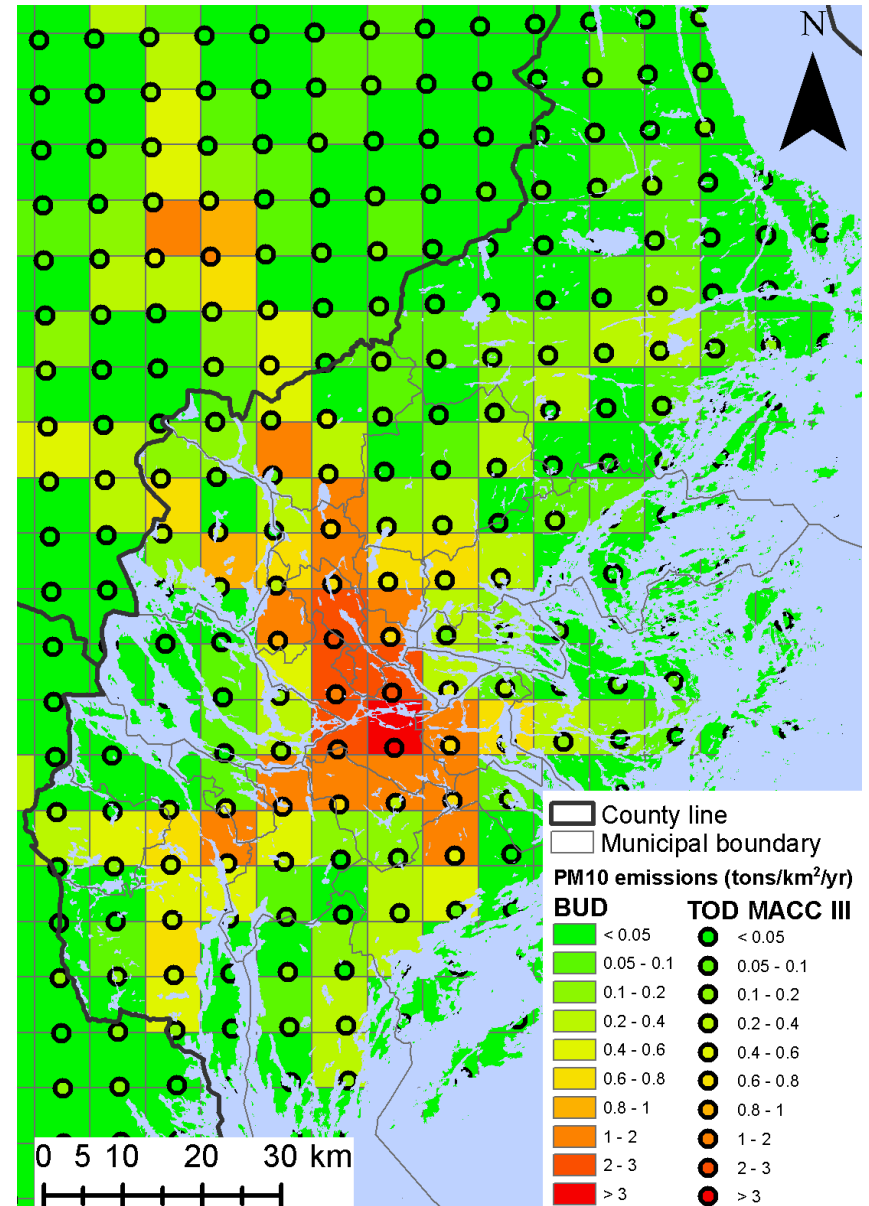 N
County line
Municipal boundary
PM10 emissions (tons/km²/yr)
BUD TOD MACC III
< 0.05 < 0.05
0.05 - 0.1 0.05 - 0.1
0.1 - 0.2 0.1 - 0.2
0.2 - 0.4 0.2 - 0.4
0.4 - 0.6 0.4 - 0.6
0.6 - 0.8 0.6 - 0.8
0.8 - 1 0.8 - 1
1 - 2 1 - 2
2 - 3 2 - 3
> 3 > 3
0 5 10 20 30 km